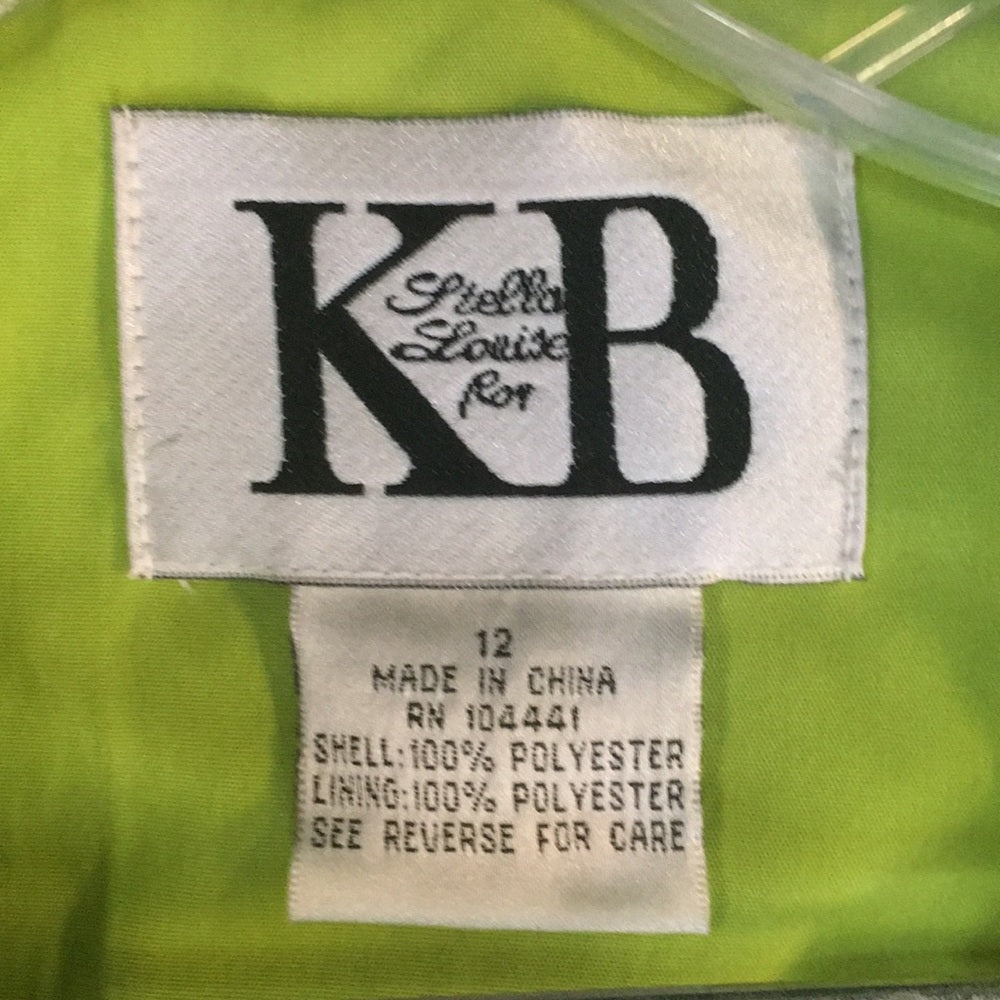 KB
Stella
Louise
For
12
MADE IN CHINA
RN 104441
SHELL:100% POLYESTER
LINING:100% POLYESTER
SEE REVERSE FOR CARE